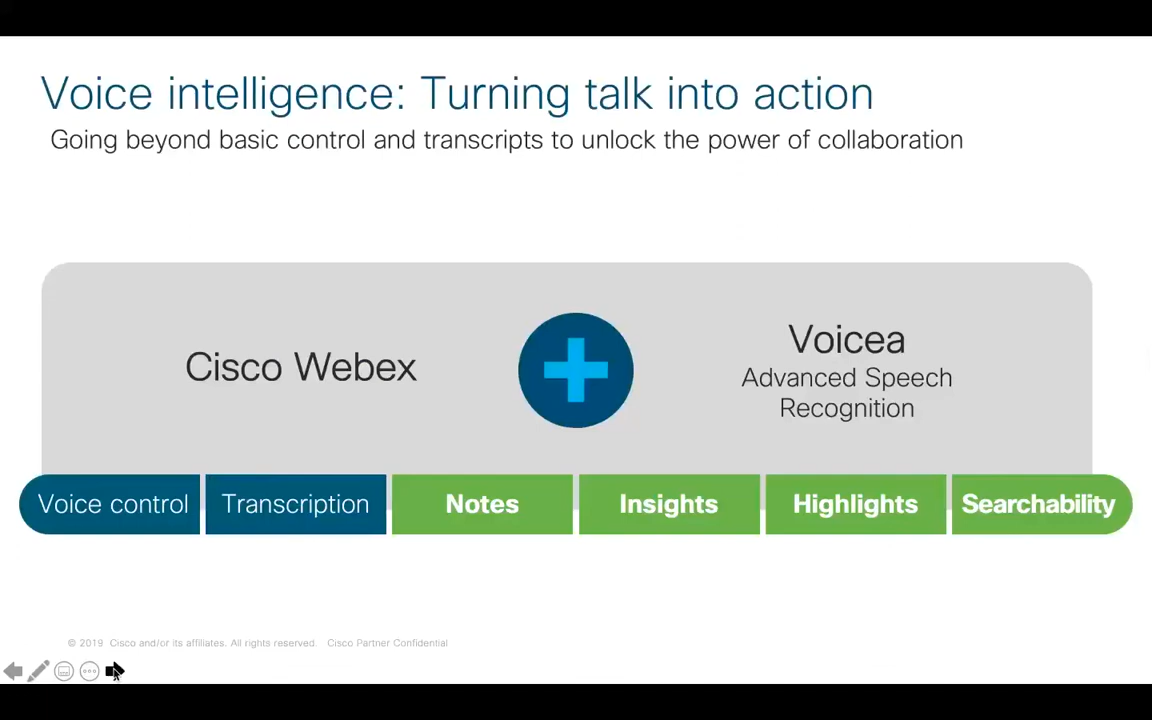 Voice intelligence: Turning talk into action
Going beyond basic control and transcripts to unlock the power of collaboration
Cisco Webex
Voicea
Advanced Speech
Recognition
Voice control
Transcription
Notes
Insights
Highlights
Searchability
© 2019 Cisco and/or its affiliates. All rights reserved. Cisco Partner Confidential